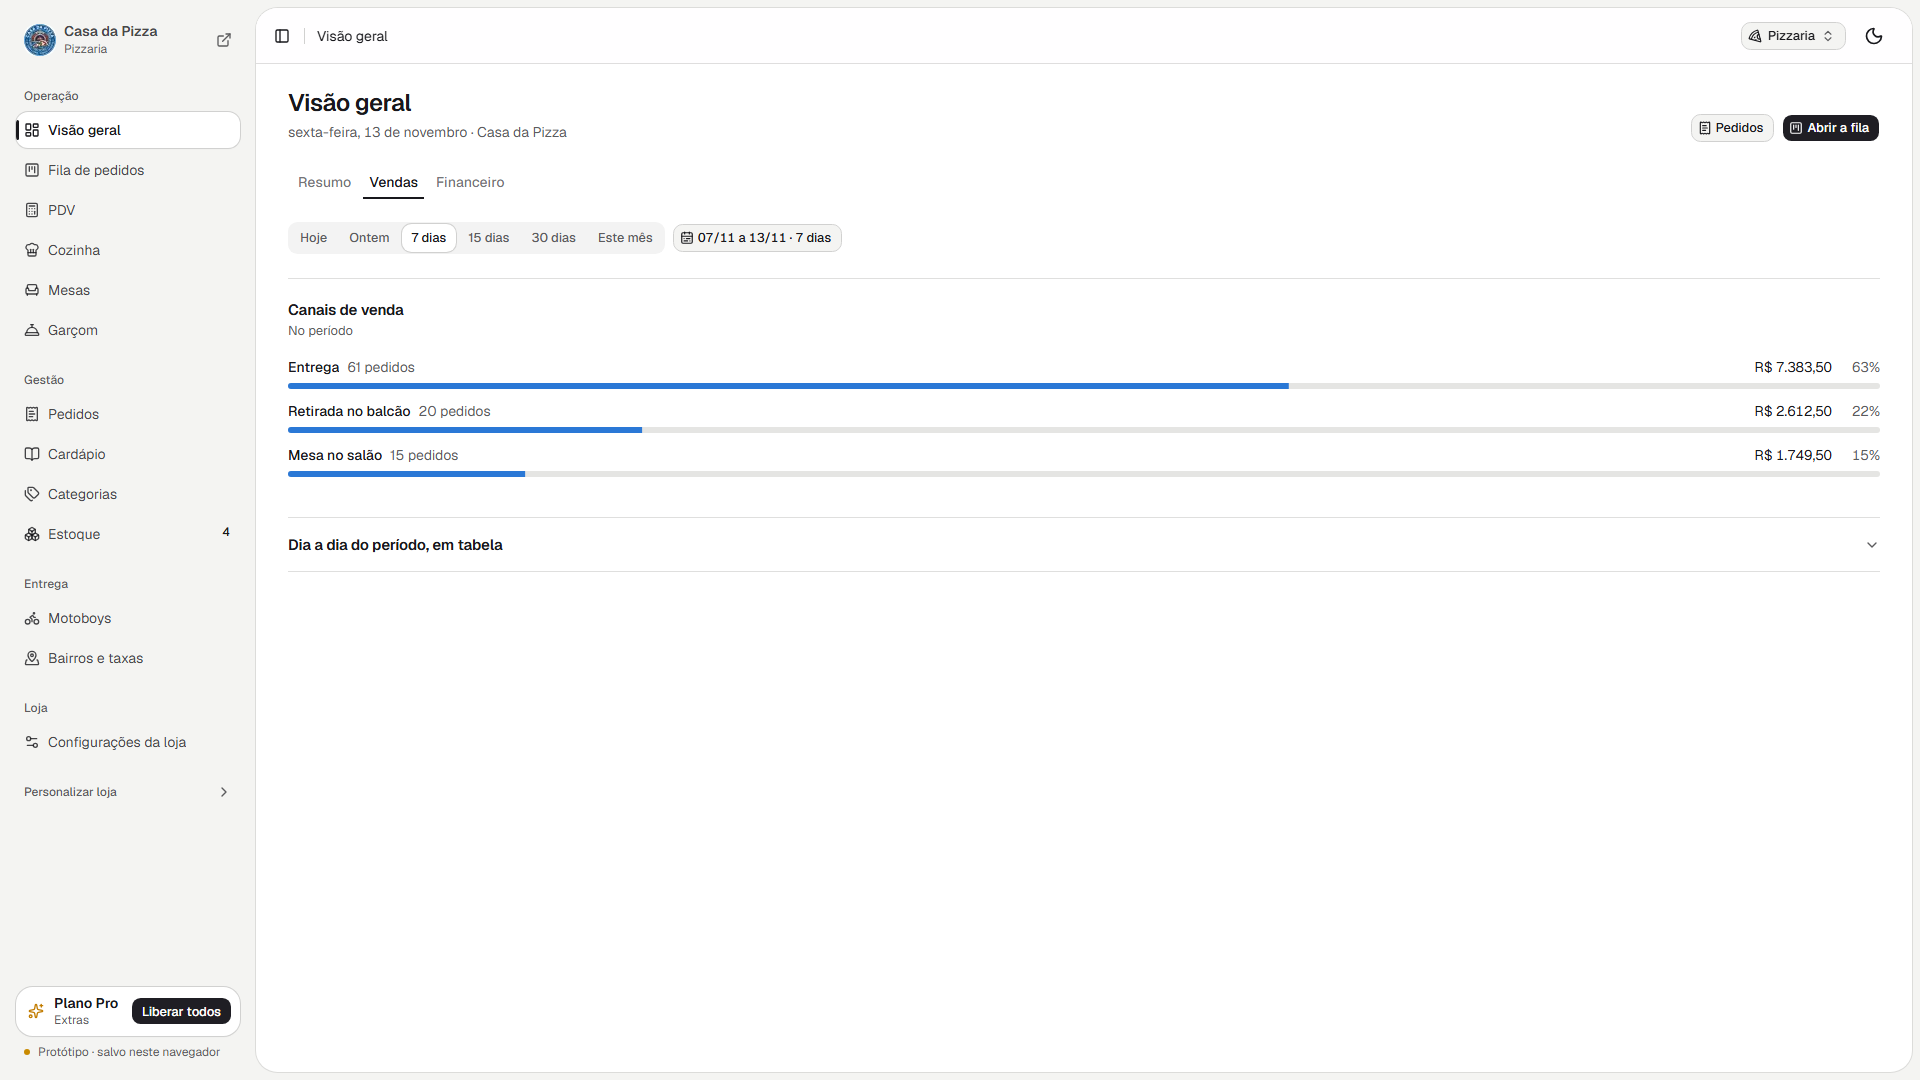 Casa da Pizza
Pizzaria
Operação
Visão geral
Fila de pedidos
PDV
Cozinha
Mesas
Garçom
Gestão
Pedidos
Cardápio
Categorias
Estoque 4
Entrega
Motoboys
Bairros e taxas
Loja
Configurações da loja
Personalizar loja
Plano Pro
Extras
Liberar todos
Protótipo · salvo neste navegador
Visão geral
Pizzaria
Visão geral
sexta-feira, 13 de novembro · Casa da Pizza
Pedidos
Abrir a fila
Resumo Vendas Financeiro
Hoje Ontem 7 dias 15 dias 30 dias Este mês 07/11 a 13/11 · 7 dias
Canais de venda
No período
Entrega 61 pedidos R$ 7.383,50 63%
Retirada no balcão 20 pedidos R$ 2.612,50 22%
Mesa no salão 15 pedidos R$ 1.749,50 15%
Dia a dia do período, em tabela